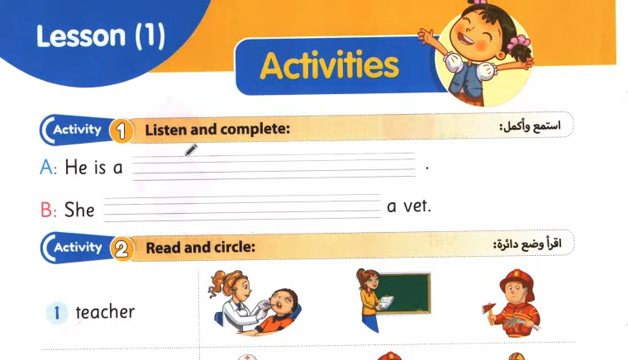 Lesson (1)
Activities
Activity 1 Listen and complete: استمع وأكمل:
A: He is a .
B: She a vet.
Activity 2 Read and circle: اقرأ وضع دائرة:
1 teacher